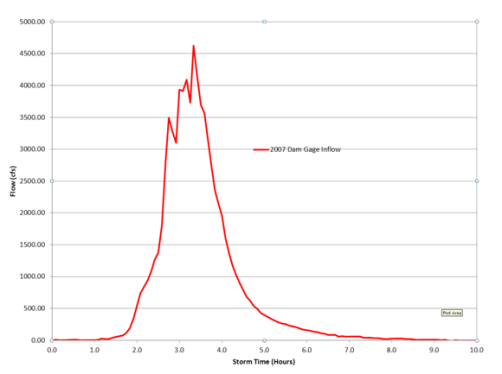 5000.00
4500.00
4000.00
3500.00
3000.00
2500.00
2000.00
1500.00
1000.00
500.00
0.00
Flow (cfs)
2007 Dam Gage Inflow
Plot Area
0.0 1.0 2.0 3.0 4.0 5.0 6.0 7.0 8.0 9.0 10.0
Storm Time (Hours)